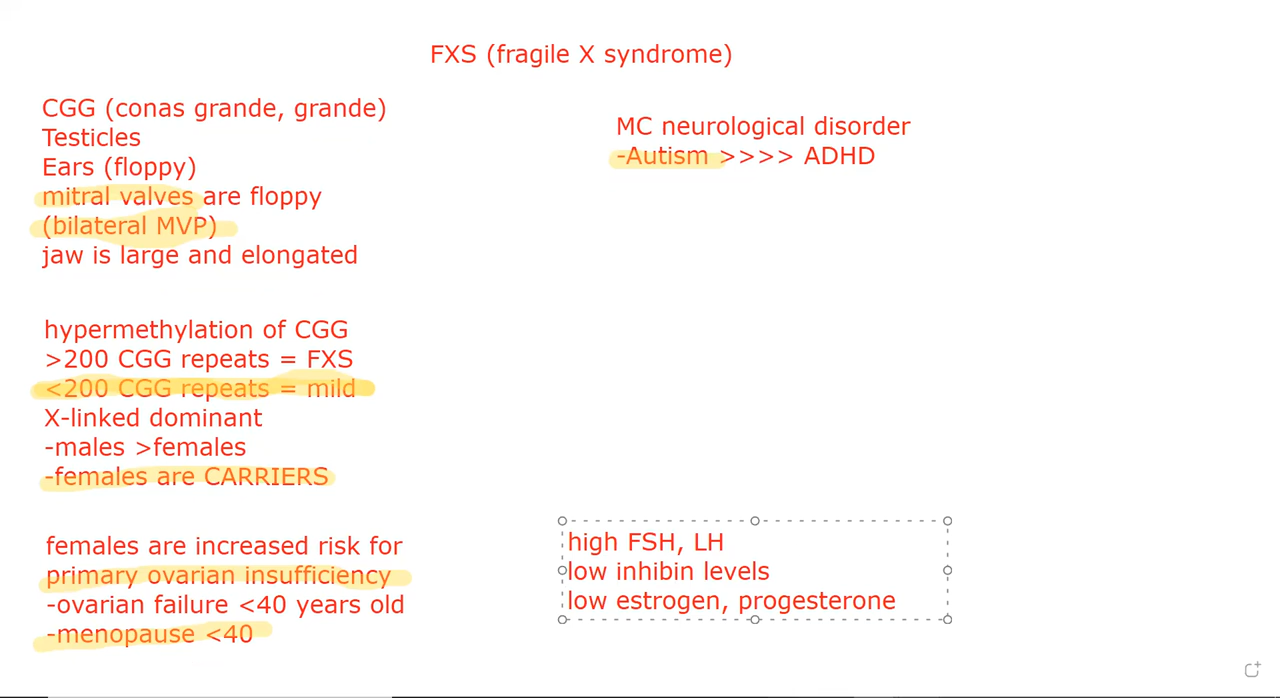 FXS (fragile X syndrome)
CGG (conas grande, grande)
Testicles
Ears (floppy)
mitral valves are floppy
(bilateral MVP)
jaw is large and elongated
MC neurological disorder
-Autism >>>> ADHD
hypermethylation of CGG
>200 CGG repeats = FXS
<200 CGG repeats = mild
X-linked dominant
-males >females
-females are CARRIERS
females are increased risk for
primary ovarian insufficiency
-ovarian failure <40 years old
-menopause <40
high FSH, LH
low inhibin levels
low estrogen, progesterone